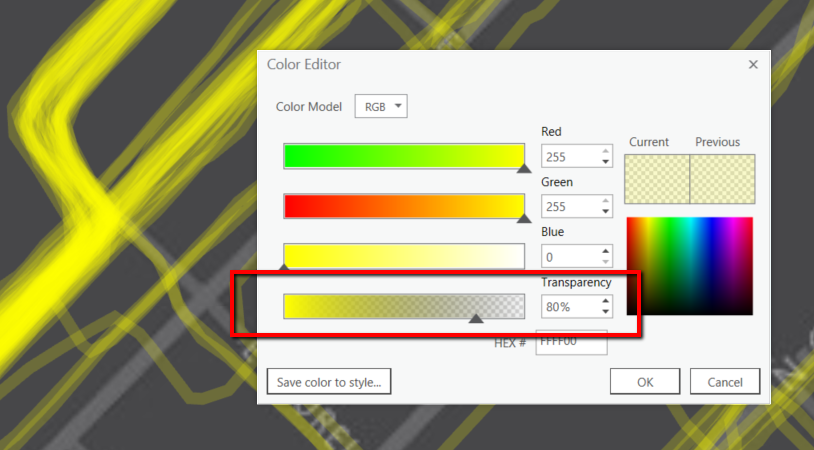 Color Editor
Color Model RGB
Red
255
Current Previous
Green
255
Blue
0
Transparency
80%
HEX # FFFF00
Save color to style...
OK Cancel